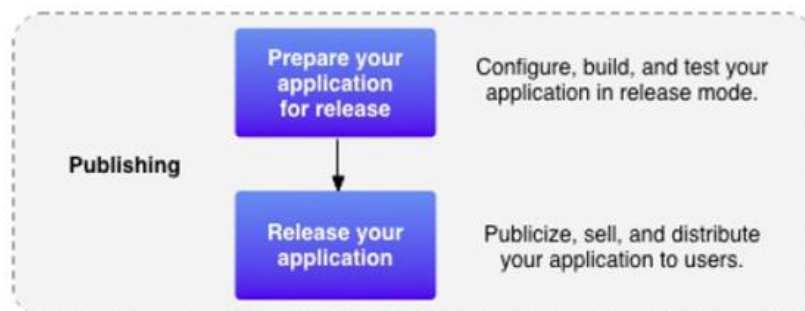 Prepare your
application
for release
Configure, build, and test your
application in release mode.
Publishing
Release your
application
Publicize, sell, and distribute
your application to users.